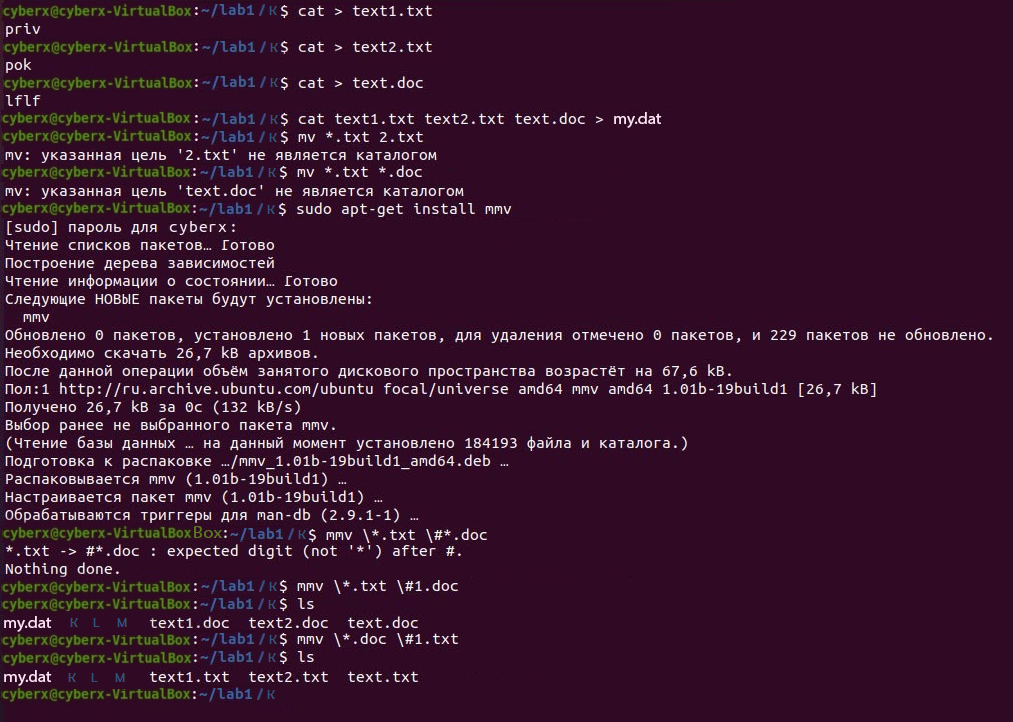 cyberx@cyberx-VirtualBox:~/lab1/K$ cat > text1.txt
priv
cyberx@cyberx-VirtualBox:~/lab1/K$ cat > text2.txt
pok
cyberx@cyberx-VirtualBox:~/lab1/K$ cat > text.doc
lflf
cyberx@cyberx-VirtualBox:~/lab1/K$ cat text1.txt text2.txt text.doc > my.dat
cyberx@cyberx-VirtualBox:~/lab1/K$ mv *.txt 2.txt
mv: указанная цель '2.txt' не является каталогом
cyberx@cyberx-VirtualBox:~/lab1/K$ mv *.txt *.doc
mv: указанная цель 'text.doc' не является каталогом
cyberx@cyberx-VirtualBox:~/lab1/K$ sudo apt-get install mmv
[sudo] пароль для cyberx:
Чтение списков пакетов… Готово
Построение дерева зависимостей
Чтение информации о состоянии… Готово
Следующие НОВЫЕ пакеты будут установлены:
mmv
Обновлено 0 пакетов, установлено 1 новых пакетов, для удаления отмечено 0 пакетов, и 229 пакетов не обновлено.
Необходимо скачать 26,7 kB архивов.
После данной операции объём занятого дискового пространства возрастёт на 67,6 kB.
Пол:1 http://ru.archive.ubuntu.com/ubuntu focal/universe amd64 mmv amd64 1.01b-19build1 [26,7 kB]
Получено 26,7 kB за 0с (132 kB/s)
Выбор ранее не выбранного пакета mmv.
(Чтение базы данных … на данный момент установлено 184193 файла и каталога.)
Подготовка к распаковке …/mmv_1.01b-19build1_amd64.deb …
Распаковывается mmv (1.01b-19build1) …
Настраивается пакет mmv (1.01b-19build1) …
Обрабатываются триггеры для man-db (2.9.1-1) …
cyberx@cyberx-VirtualBoxBox:~/lab1/K$ mmv \*.txt \#*.doc
*.txt -> #*.doc : expected digit (not '*') after #.
Nothing done.
cyberx@cyberx-VirtualBox:~/lab1/K$ mmv \*.txt \#1.doc
cyberx@cyberx-VirtualBox:~/lab1/K$ ls
my.dat K L M text1.doc text2.doc text.doc
cyberx@cyberx-VirtualBox:~/lab1/K$ mmv \*.doc \#1.txt
cyberx@cyberx-VirtualBox:~/lab1/K$ ls
my.dat K L M text1.txt text2.txt text.txt
cyberx@cyberx-VirtualBox:~/lab1/K